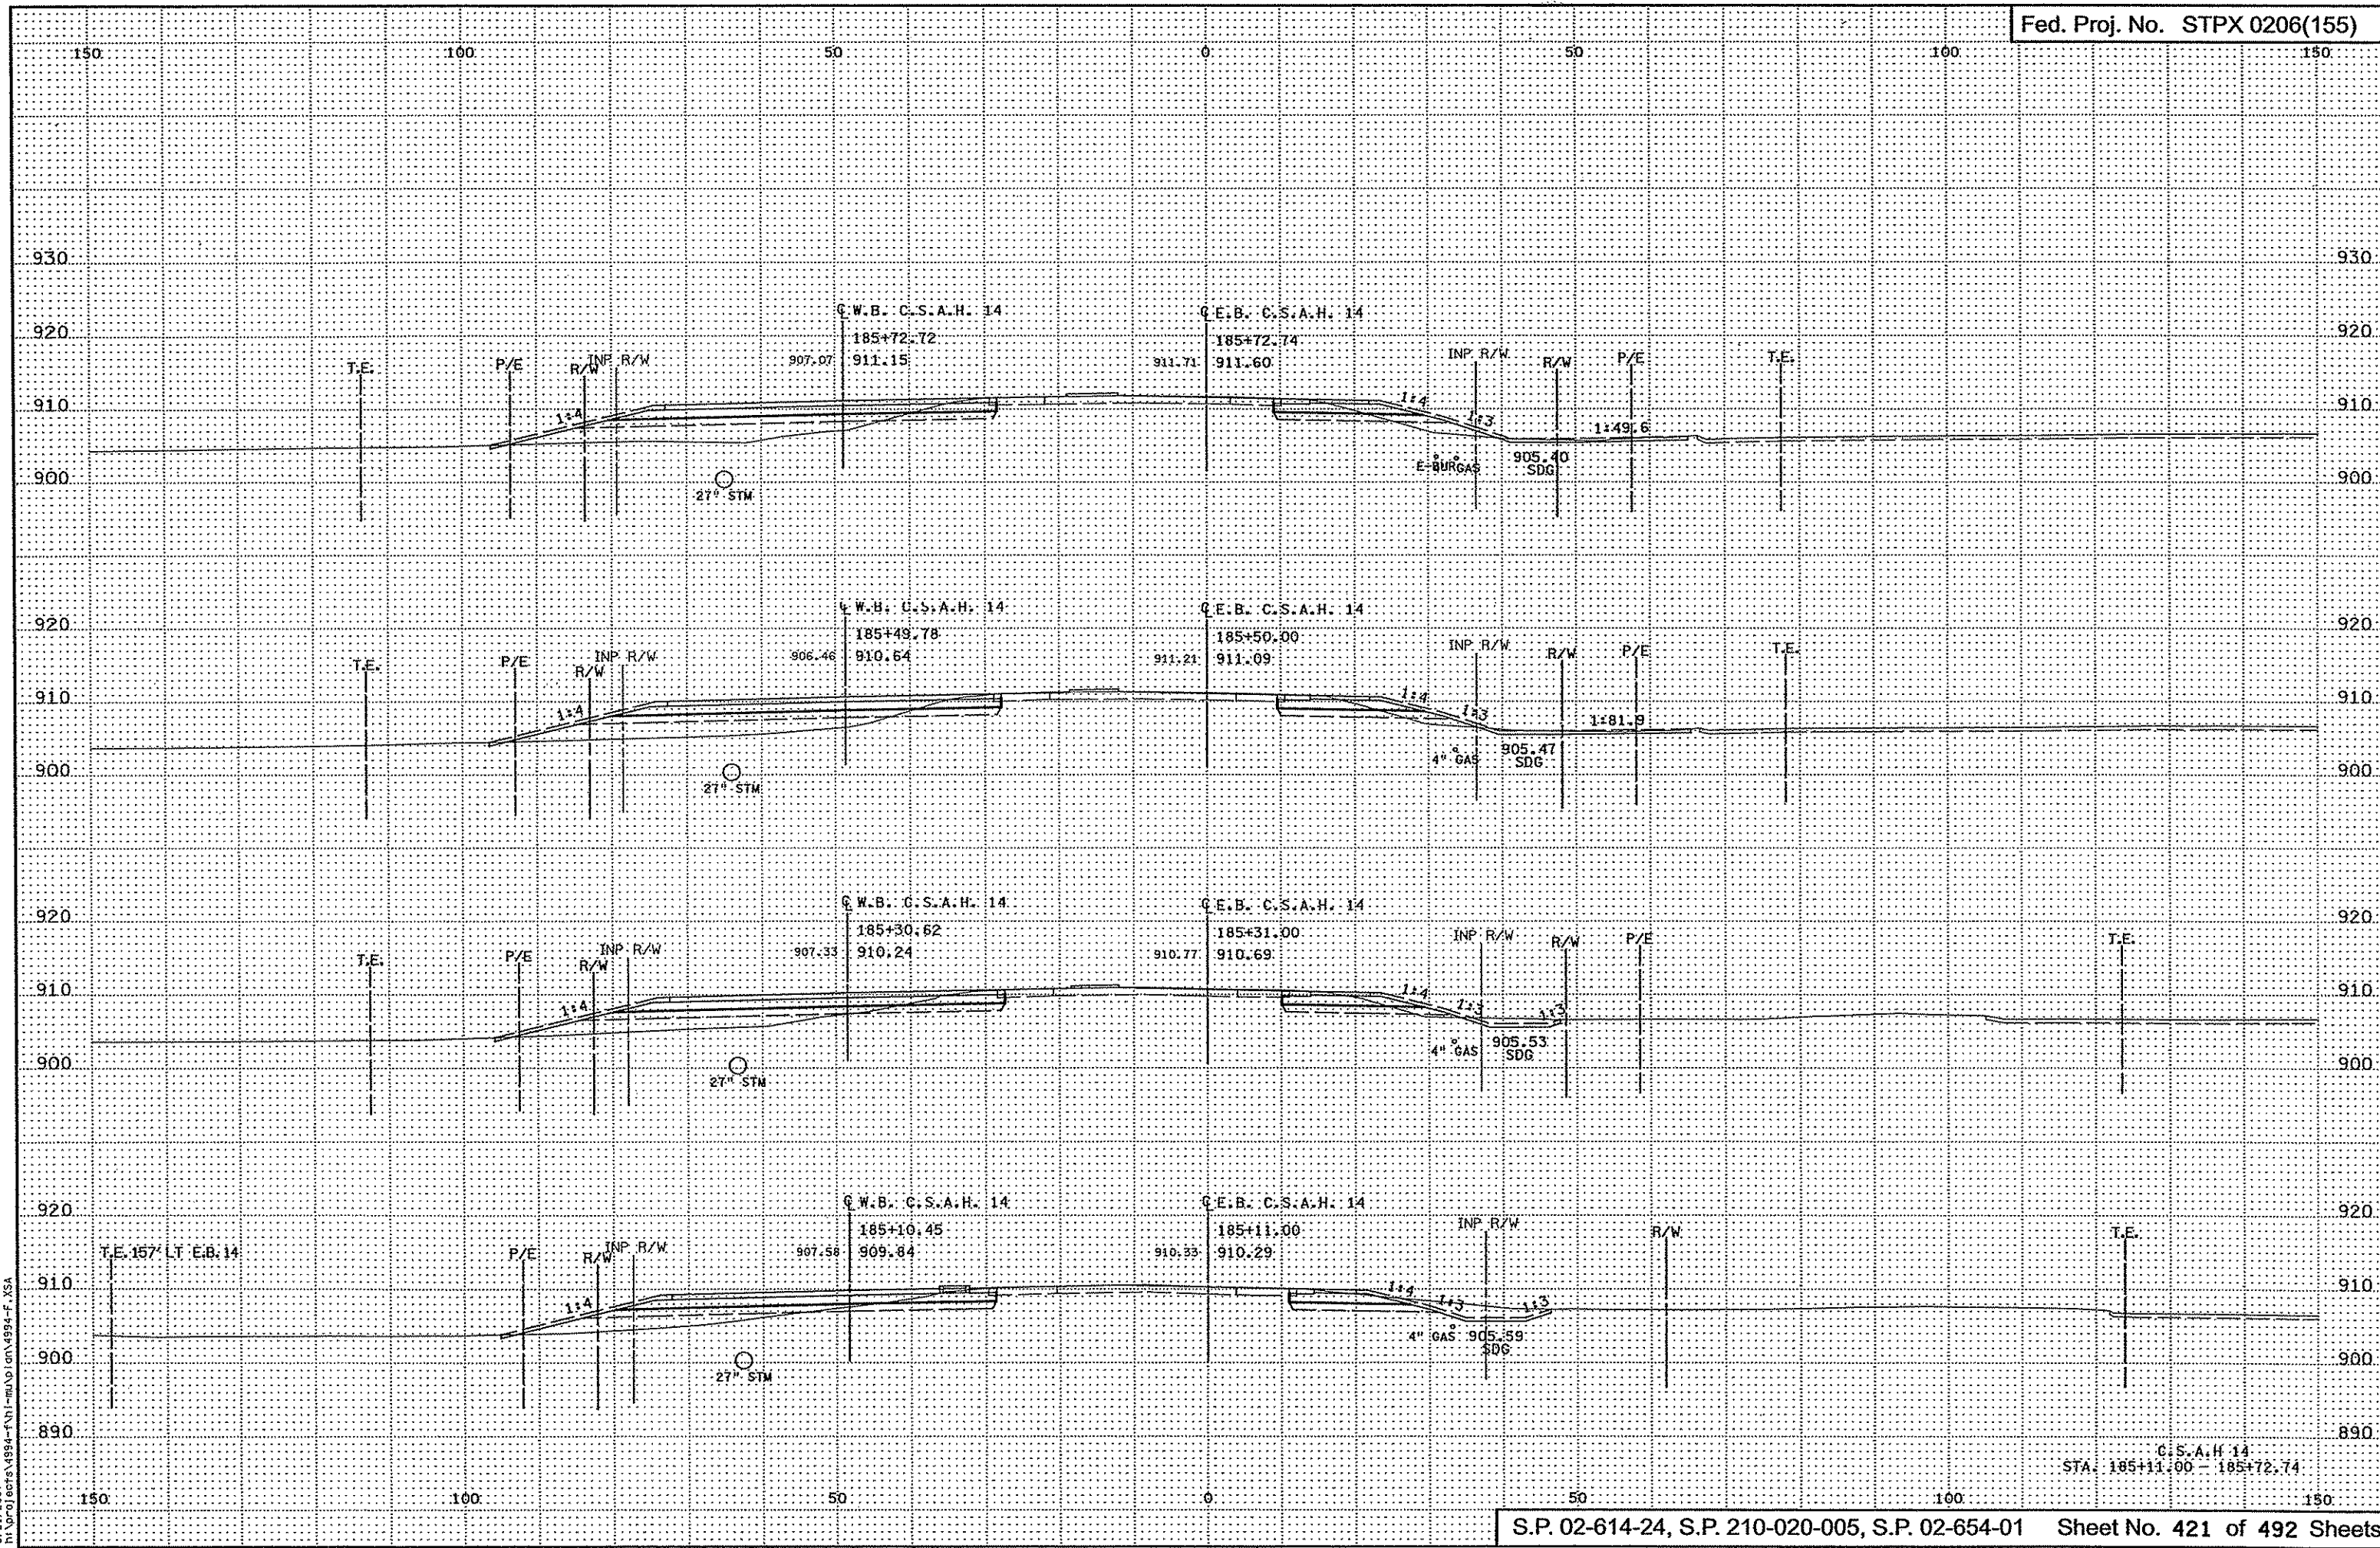 Fed. Proj. No. STPX 0206(155)
150 100 50 0 50 100 150
930 930
℄ W.B. C.S.A.H. 14 ℄ E.B. C.S.A.H. 14
920 185+72.72 185+72.74 920
T.E. P/E R/W INP R/W 907.07 911.15 911.71 911.60 INP R/W R/W P/E T.E.
910 1:4 1:4 910
1:3 1:49.6
E-BUR GAS 905.40
SDG
900 27" STM 900
℄ W.B. C.S.A.H. 14 ℄ E.B. C.S.A.H. 14
920 185+49.78 185+50.00 920
T.E. P/E R/W INP R/W 906.46 910.64 911.21 911.09 INP R/W R/W P/E T.E.
910 1:4 1:4 910
1:3 1:81.9
4" GAS 905.47
SDG
900 27" STM 900
℄ W.B. C.S.A.H. 14 ℄ E.B. C.S.A.H. 14
920 185+30.62 185+31.00 920
T.E. P/E R/W INP R/W 907.33 910.24 910.77 910.69 INP R/W R/W P/E T.E.
910 1:4 1:4 910
1:3 1:3
4" GAS 905.53
SDG
900 27" STM 900
℄ W.B. C.S.A.H. 14 ℄ E.B. C.S.A.H. 14
920 185+10.45 185+11.00 920
T.E. 157' LT E.B. 14 P/E R/W INP R/W 907.58 909.84 910.33 910.29 INP R/W R/W T.E.
910 1:4 1:4 910
1:3 1:3
4" GAS 905.59
SDG
900 27" STM 900
890 890
C.S.A.H 14
STA. 185+11.00 - 185+72.74
150 100 50 0 50 100 150
S.P. 02-614-24, S.P. 210-020-005, S.P. 02-654-01 Sheet No. 421 of 492 Sheets
h:\projects\4994-f\hi-mu\plan\4994-F.XSA